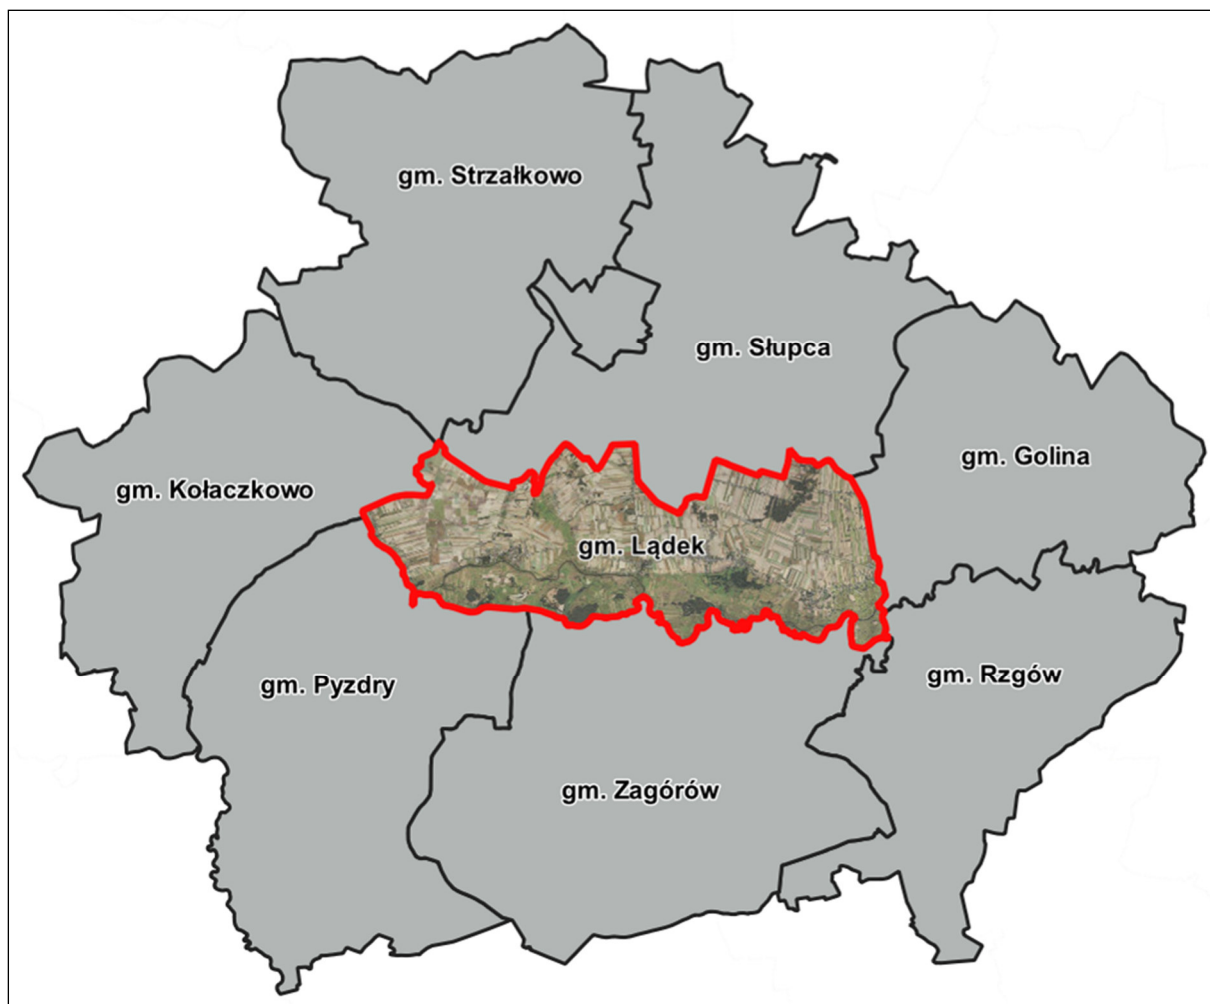 gm. Strzałkowo
gm. Słupca
gm. Golina
gm. Kołaczkowo
gm. Lądek
gm. Rzgów
gm. Pyzdry
gm. Zagórów